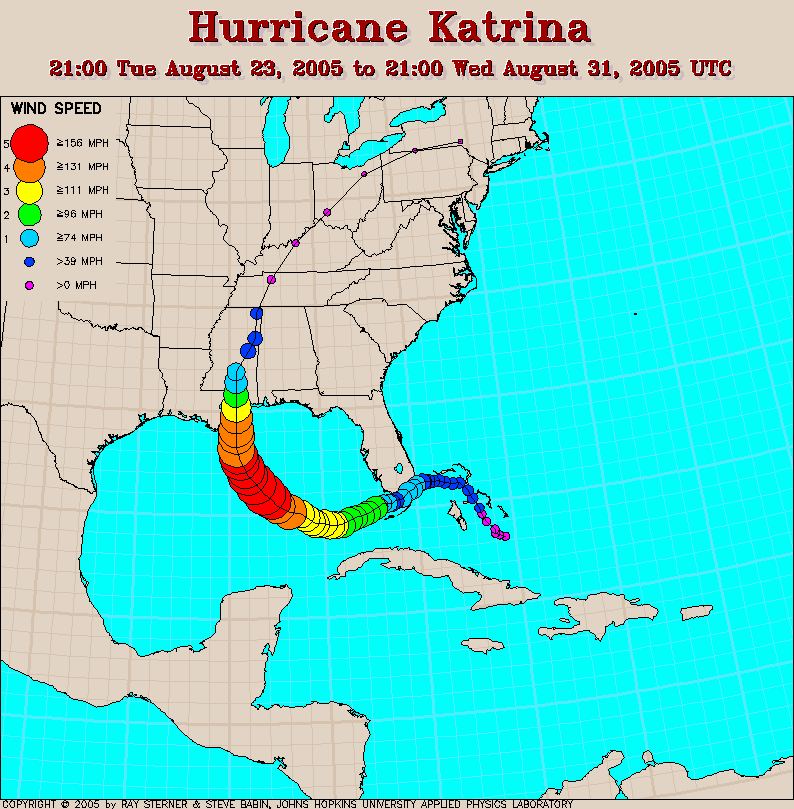 Hurricane Katrina
21:00 Tue August 23, 2005 to 21:00 Wed August 31, 2005 UTC
WIND SPEED
5 ≥156 MPH
4 ≥131 MPH
3 ≥111 MPH
2 ≥96 MPH
1 ≥74 MPH
>39 MPH
>0 MPH
COPYRIGHT © 2005 by RAY STERNER & STEVE BABIN, JOHNS HOPKINS UNIVERSITY APPLIED PHYSICS LABORATORY